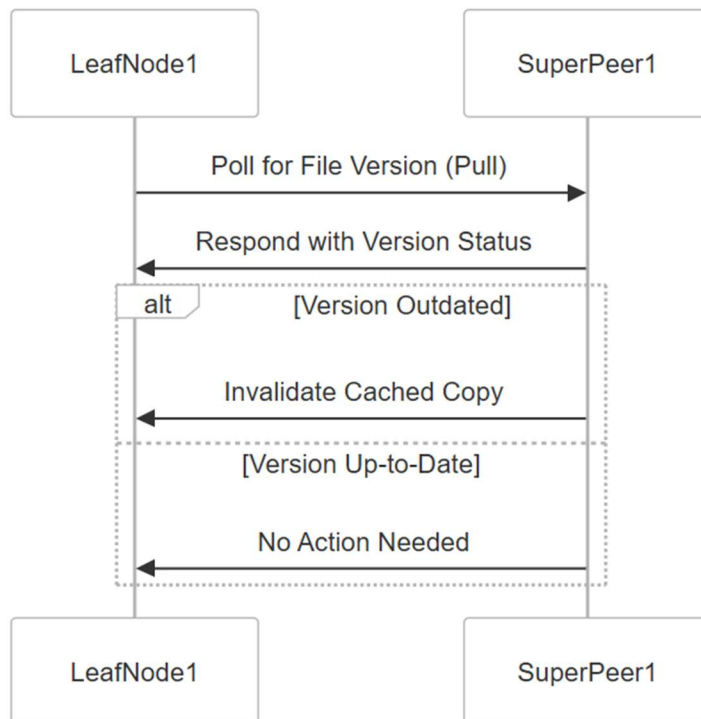 LeafNode1
SuperPeer1
Poll for File Version (Pull)
Respond with Version Status
alt
[Version Outdated]
Invalidate Cached Copy
[Version Up-to-Date]
No Action Needed
LeafNode1
SuperPeer1